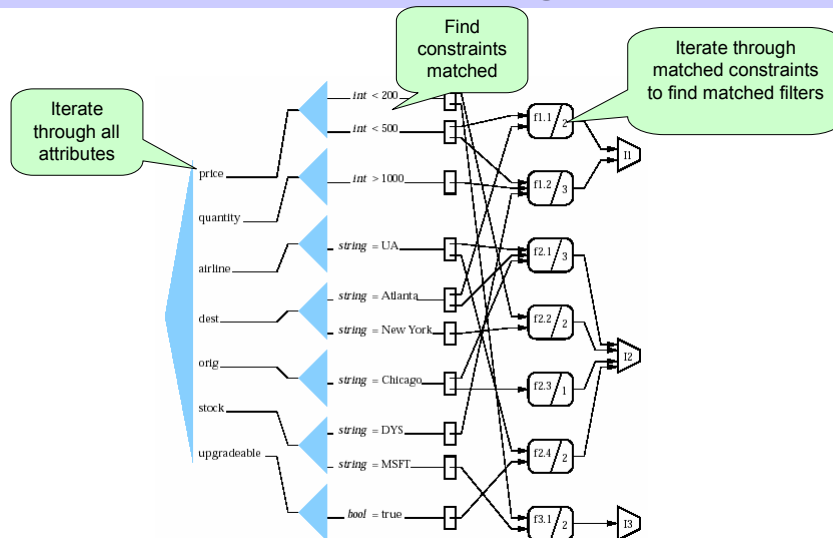 Find
constraints
matched
Iterate through
matched constraints
to find matched filters
Iterate
through all
attributes
price
quantity
airline
dest
orig
stock
upgradeable
int < 200
int < 500
int > 1000
string = UA
string = Atlanta
string = New York
string = Chicago
string = DYS
string = MSFT
bool = true
f1.1 / 2
f1.2 / 3
f2.1 / 3
f2.2 / 2
f2.3 / 1
f2.4 / 2
f3.1 / 2
I1
I2
I3